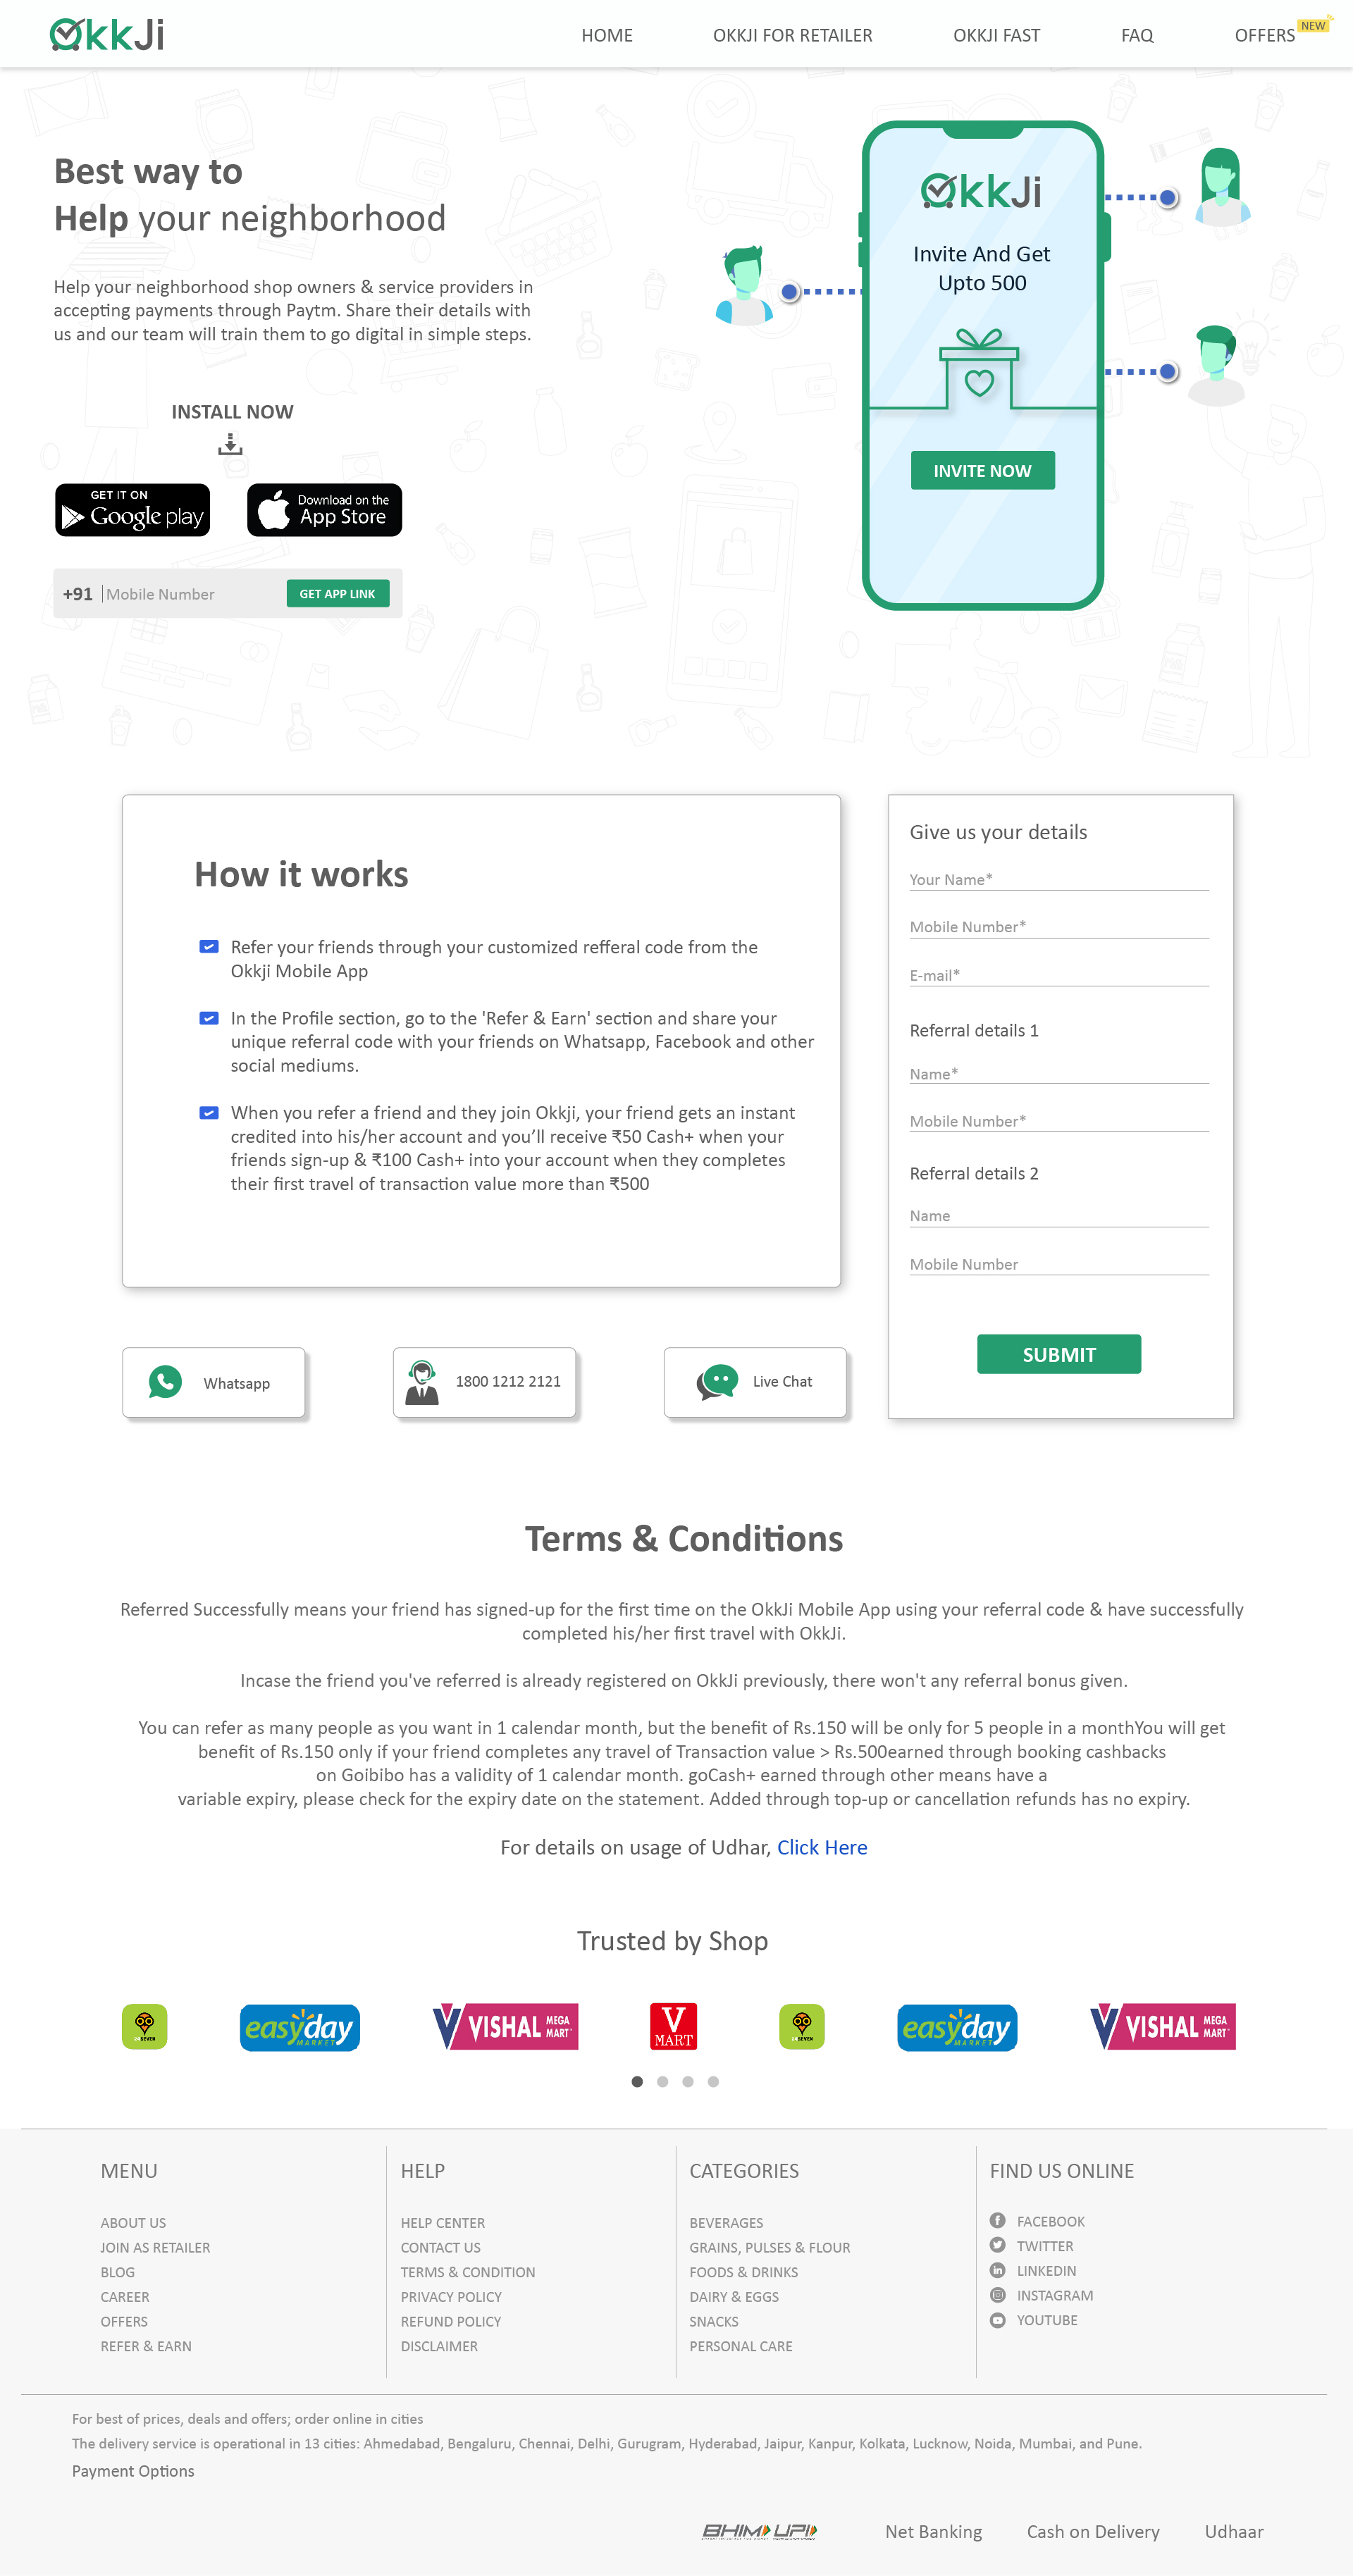 OkkJi
HOME
OKKJI FOR RETAILER
OKKJI FAST
FAQ
OFFERS
NEW
Best way to
Help your neighborhood
Help your neighborhood shop owners & service providers in
accepting payments through Paytm. Share their details with
us and our team will train them to go digital in simple steps.
INSTALL NOW
GET IT ON
Google play
Download on the
App Store
+91 Mobile Number
GET APP LINK
OkkJi
Invite And Get
Upto 500
INVITE NOW
How it works
Refer your friends through your customized refferal code from the
Okkji Mobile App
In the Profile section, go to the 'Refer & Earn' section and share your
unique referral code with your friends on Whatsapp, Facebook and other
social mediums.
When you refer a friend and they join Okkji, your friend gets an instant
credited into his/her account and you’ll receive ₹50 Cash+ when your
friends sign-up & ₹100 Cash+ into your account when they completes
their first travel of transaction value more than ₹500
Give us your details
Your Name*
Mobile Number*
E-mail*
Referral details 1
Name*
Mobile Number*
Referral details 2
Name
Mobile Number
SUBMIT
Whatsapp
1800 1212 2121
Live Chat
Terms & Conditions
Referred Successfully means your friend has signed-up for the first time on the OkkJi Mobile App using your referral code & have successfully
completed his/her first travel with OkkJi.
Incase the friend you've referred is already registered on OkkJi previously, there won't any referral bonus given.
You can refer as many people as you want in 1 calendar month, but the benefit of Rs.150 will be only for 5 people in a monthYou will get
benefit of Rs.150 only if your friend completes any travel of Transaction value > Rs.500earned through booking cashbacks
on Goibibo has a validity of 1 calendar month. goCash+ earned through other means have a
variable expiry, please check for the expiry date on the statement. Added through top-up or cancellation refunds has no expiry.
For details on usage of Udhar, Click Here
Trusted by Shop
24 SEVEN
easyday
MARKET
VISHAL MEGA MART
V MART
24 SEVEN
easyday
MARKET
VISHAL MEGA MART
MENU
ABOUT US
JOIN AS RETAILER
BLOG
CAREER
OFFERS
REFER & EARN
HELP
HELP CENTER
CONTACT US
TERMS & CONDITION
PRIVACY POLICY
REFUND POLICY
DISCLAIMER
CATEGORIES
BEVERAGES
GRAINS, PULSES & FLOUR
FOODS & DRINKS
DAIRY & EGGS
SNACKS
PERSONAL CARE
FIND US ONLINE
FACEBOOK
TWITTER
LINKEDIN
INSTAGRAM
YOUTUBE
For best of prices, deals and offers; order online in cities
The delivery service is operational in 13 cities: Ahmedabad, Bengaluru, Chennai, Delhi, Gurugram, Hyderabad, Jaipur, Kanpur, Kolkata, Lucknow, Noida, Mumbai, and Pune.
Payment Options
BHIM UPI
Net Banking
Cash on Delivery
Udhaar